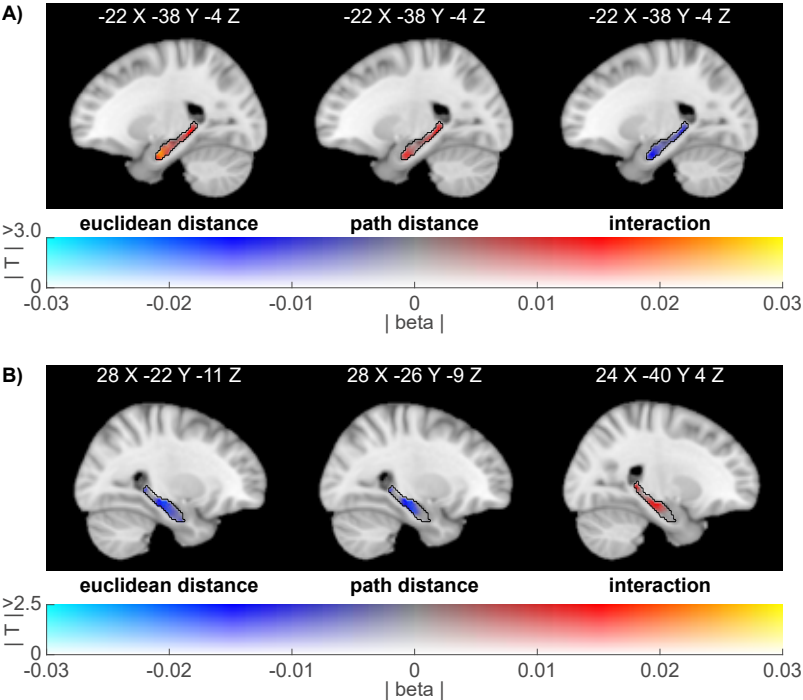 A)
-22 X -38 Y -4 Z
-22 X -38 Y -4 Z
-22 X -38 Y -4 Z
euclidean distance
path distance
interaction
>3.0
| T |
0
-0.03
-0.02
-0.01
0
0.01
0.02
0.03
| beta |
B)
28 X -22 Y -11 Z
28 X -26 Y -9 Z
24 X -40 Y 4 Z
euclidean distance
path distance
interaction
>2.5
| T |
0
-0.03
-0.02
-0.01
0
0.01
0.02
0.03
| beta |